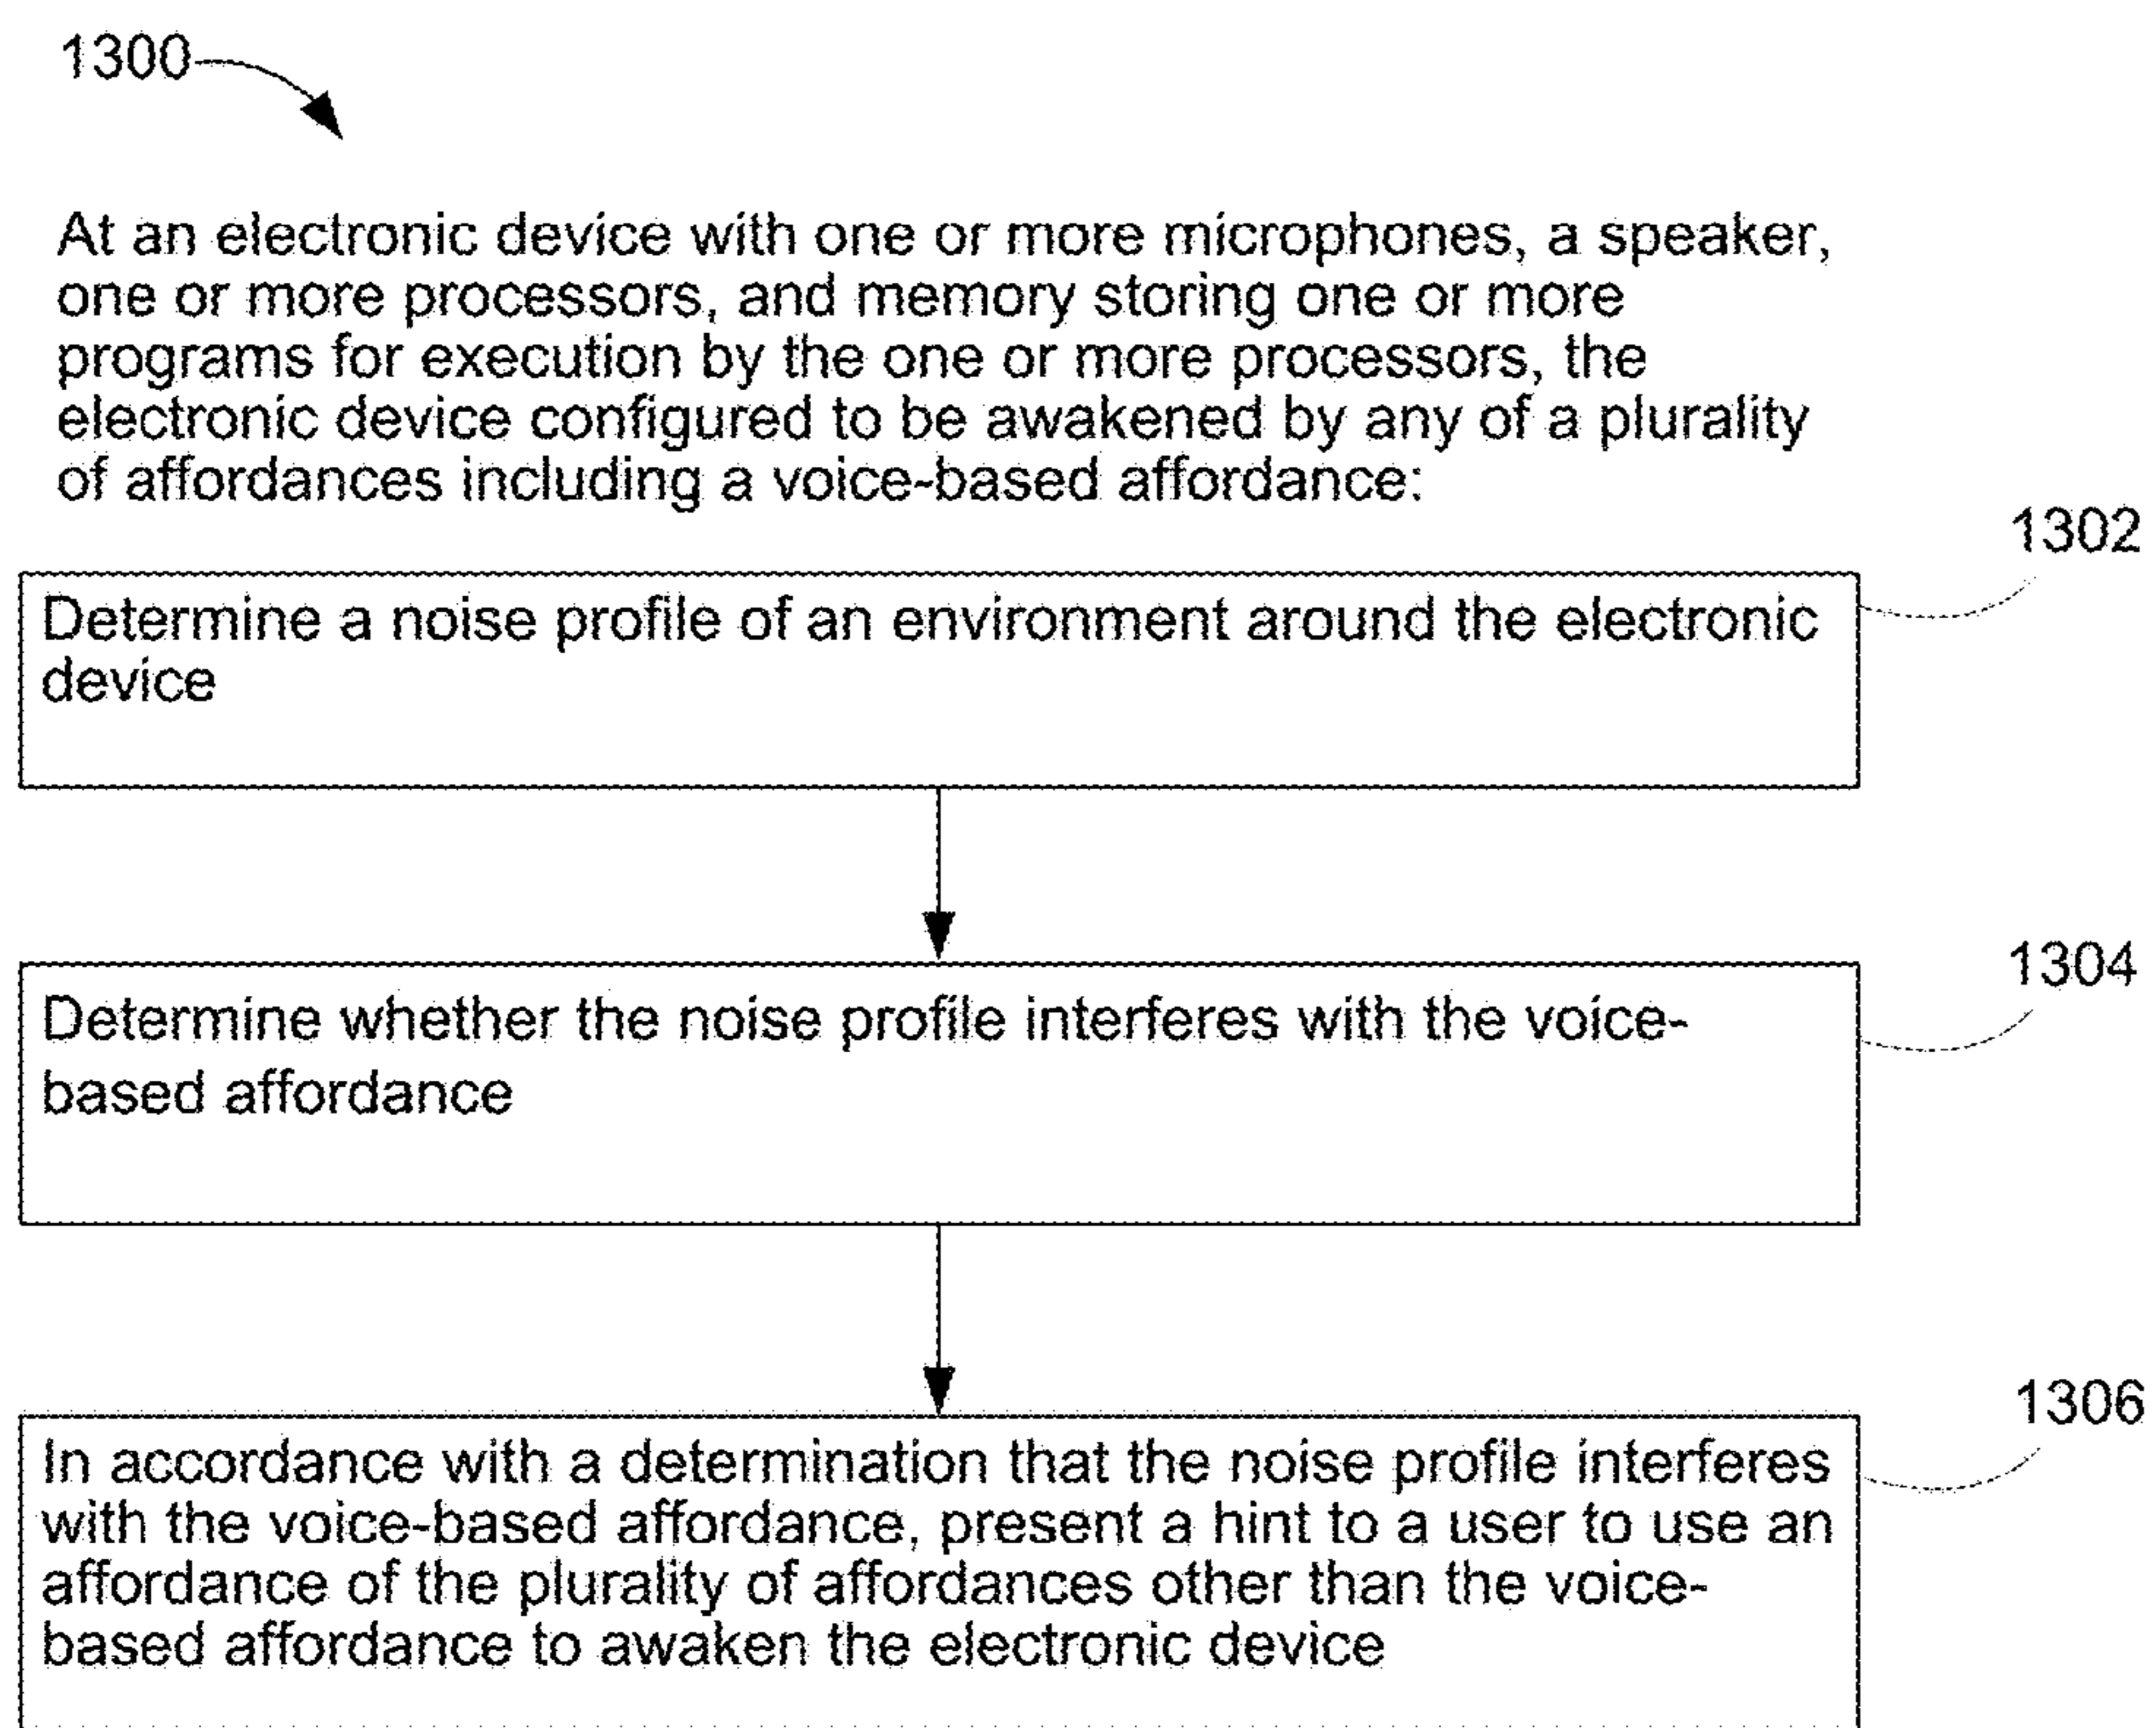 1300
At an electronic device with one or more microphones, a speaker,
one or more processors, and memory storing one or more
programs for execution by the one or more processors, the
electronic device configured to be awakened by any of a plurality
of affordances including a voice-based affordance:
1302
Determine a noise profile of an environment around the electronic
device
1304
Determine whether the noise profile interferes with the voice-
based affordance
1306
In accordance with a determination that the noise profile interferes
with the voice-based affordance, present a hint to a user to use an
affordance of the plurality of affordances other than the voice-
based affordance to awaken the electronic device